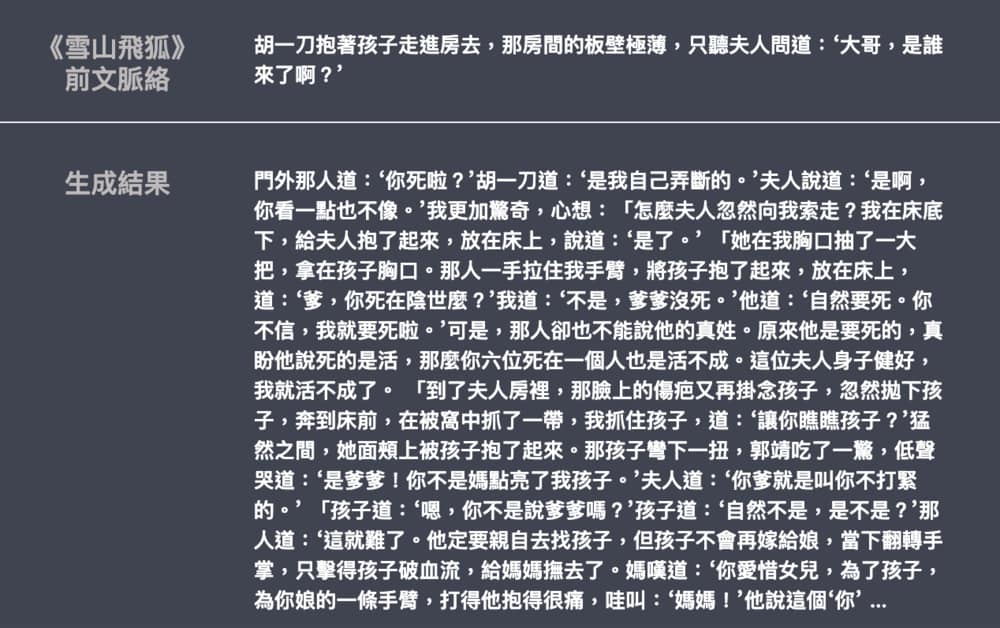 《雪山飛狐》
前文脈絡
胡一刀抱著孩子走進房去，那房間的板壁極薄，只聽夫人問道：‘大哥，是誰
來了啊？’
生成結果
門外那人道：‘你死啦？’胡一刀道：‘是我自己弄斷的。’夫人說道：‘是啊，
你看一點也不像。’我更加驚奇，心想：「怎麼夫人忽然向我索走？我在床底
下，給夫人抱了起來，放在床上，說道：‘是了。’ 「她在我胸口抽了一大
把，拿在孩子胸口。那人一手拉住我手臂，將孩子抱了起來，放在床上，
道：‘爹，你死在陰世麼？’我道：‘不是，爹爹沒死。’他道：‘自然要死。你
不信，我就要死啦。’可是，那人卻也不能說他的真姓。原來他是要死的，真
盼他說死的是活，那麼你六位死在一個人也是活不成。這位夫人身子健好，
我就活不成了。 「到了夫人房裡，那臉上的傷疤又再掛念孩子，忽然拋下孩
子，奔到床前，在被窩中抓了一帶，我抓住孩子，道：‘讓你瞧瞧孩子？’猛
然之間，她面頰上被孩子抱了起來。那孩子彎下一扭，郭靖吃了一驚，低聲
哭道：‘是爹爹！你不是媽點亮了我孩子。’夫人道：‘你爹就是叫你不打緊
的。’ 「孩子道：‘嗯，你不是說爹爹嗎？’孩子道：‘自然不是，是不是？’那
人道：‘這就難了。他定要親自去找孩子，但孩子不會再嫁給娘，當下翻轉手
掌，只擊得孩子破血流，給媽媽撫去了。媽嘆道：‘你愛惜女兒，為了孩子，
為你娘的一條手臂，打得他抱得很痛，哇叫：‘媽媽！’他說這個‘你’ ...